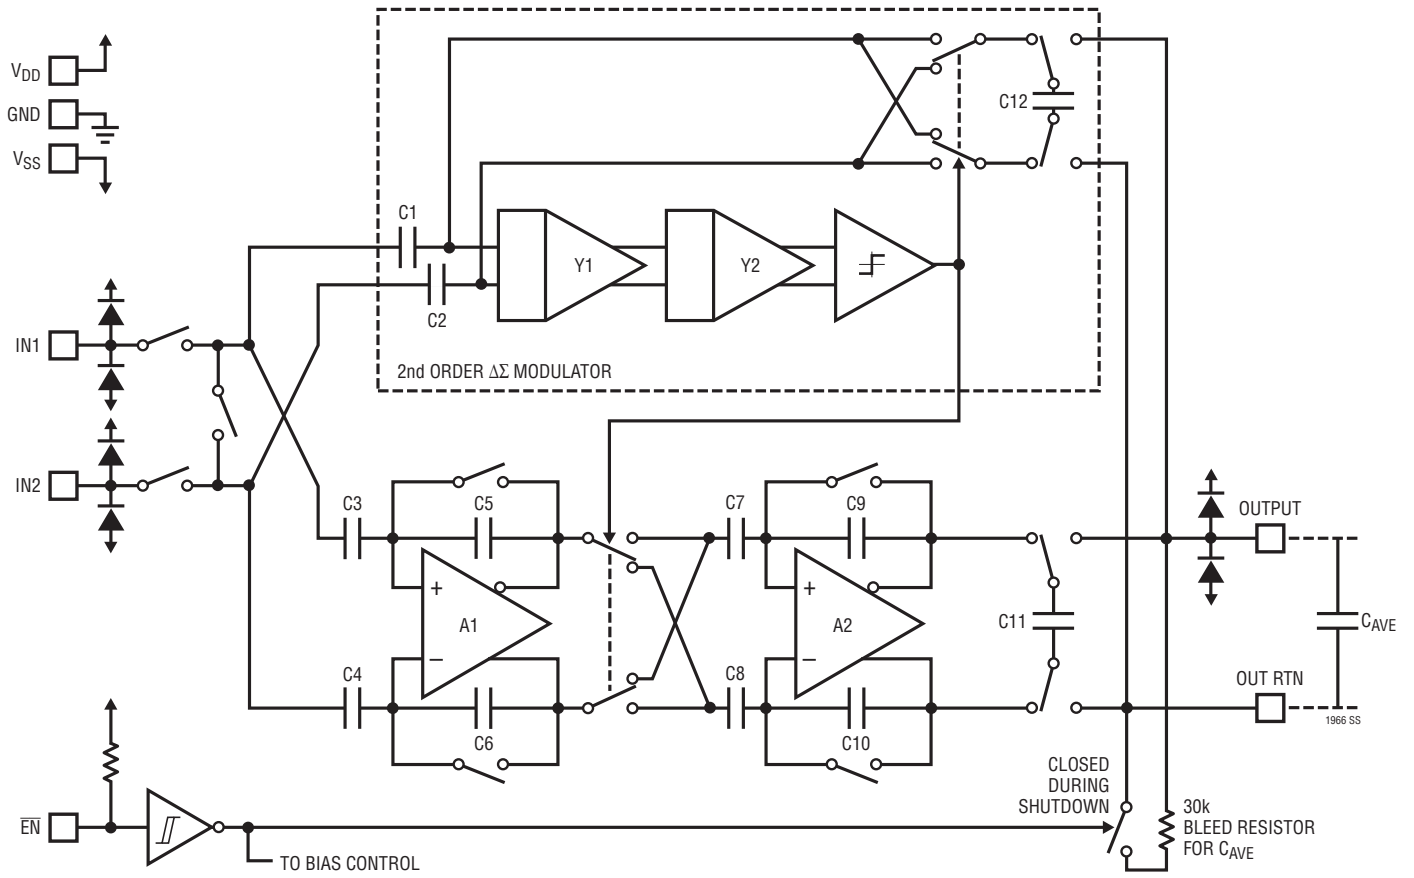 VDD
GND
VSS
C12
C1
Y1
Y2
C2
IN1
2nd ORDER ΔΣ MODULATOR
IN2
C3
C5
C7
C9
OUTPUT
+
+
A1
A2
C11
CAVE
–
–
C4
C8
OUT RTN
1966 SS
C6
C10
CLOSED
DURING
SHUTDOWN
30k
BLEED RESISTOR
FOR CAVE
E̅N̅
TO BIAS CONTROL